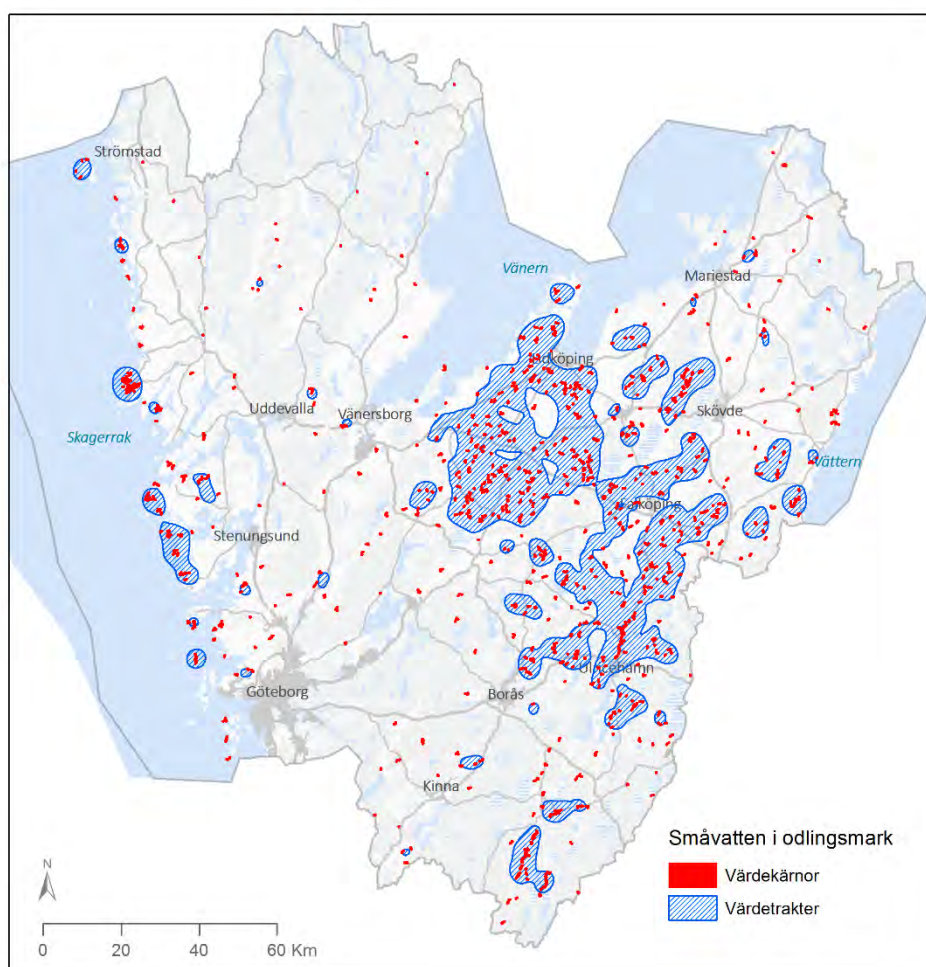 Strömstad
Vänern
Mariestad
Uddevalla
Vänersborg
Skövde
Skagerrak
Vättern
Falköping
Stenungsund
Göteborg
Borås
Kinna
Småvatten i odlingsmark
Värdekärnor
Värdetrakter
N
0 20 40 60 Km